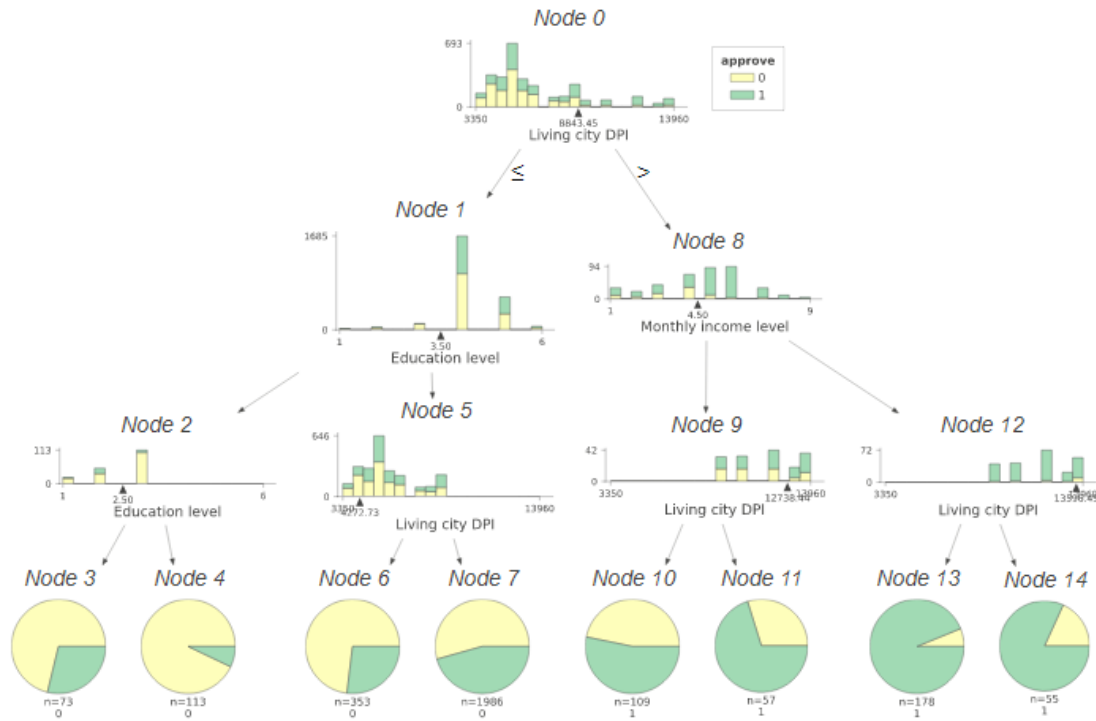 Node 0
693
0
3350
8843.45
13960
Living city DPI
approve
0
1
≤
>
Node 1
1685
0
1
3.50
6
Education level
Node 8
94
0
1
4.50
9
Monthly income level
Node 2
113
0
1
2.50
6
Education level
Node 5
646
0
4272.73
13960
Living city DPI
Node 9
42
0
3350
12738.44
13960
Living city DPI
Node 12
72
0
3350
Living city DPI
Node 3
n=73
0
Node 4
n=113
0
Node 6
n=353
0
Node 7
n=1986
0
Node 10
n=109
1
Node 11
n=57
1
Node 13
n=178
1
Node 14
n=55
1